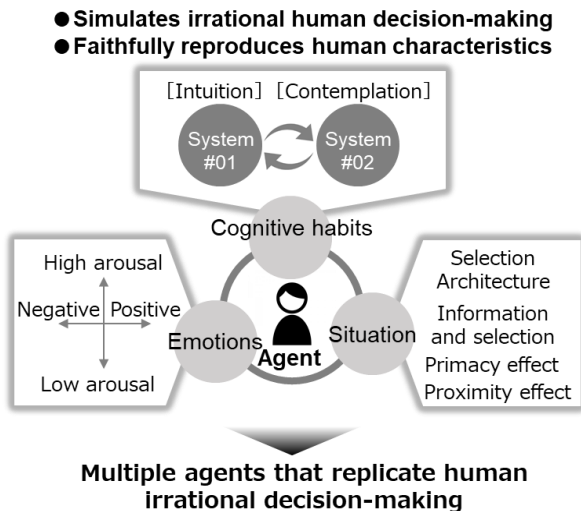 ● Simulates irrational human decision-making
● Faithfully reproduces human characteristics
[Intuition] [Contemplation]
System
#01
System
#02
Cognitive habits
High arousal
Negative Positive
Low arousal
Emotions
Agent
Situation
Selection
Architecture
Information
and selection
Primacy effect
Proximity effect
Multiple agents that replicate human
irrational decision-making